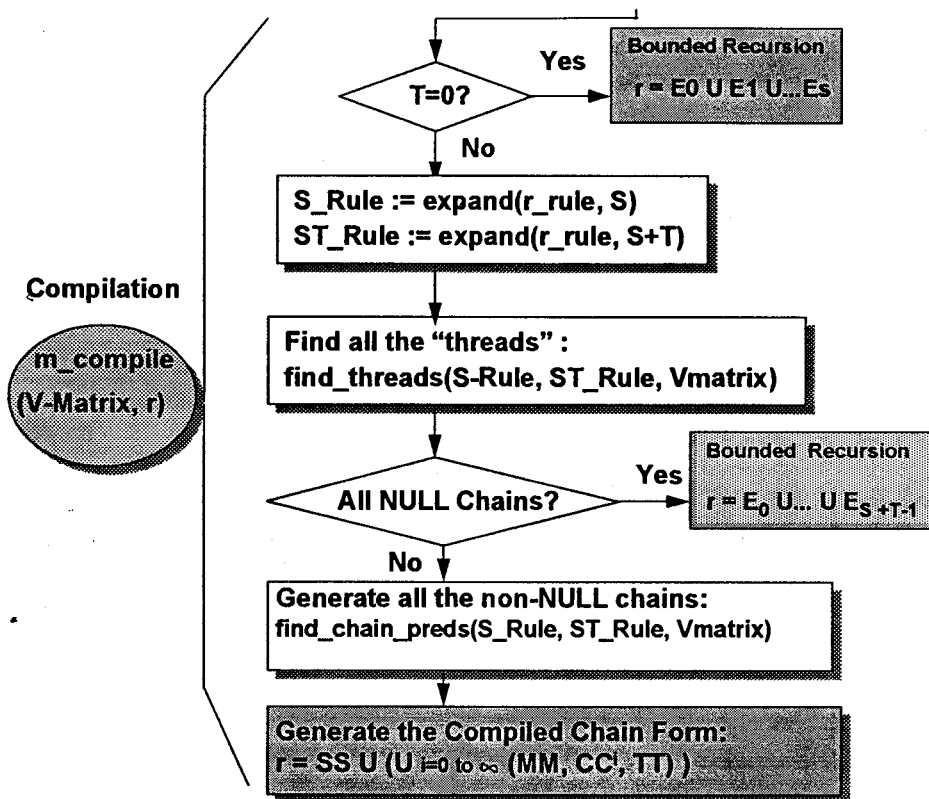 Bounded Recursion
Yes
T=0?
r = E0 U E1 U...Es
No
S_Rule := expand(r_rule, S)
ST_Rule := expand(r_rule, S+T)
Compilation
m_compile
(V-Matrix, r)
Find all the “threads” :
find_threads(S-Rule, ST_Rule, Vmatrix)
Bounded Recursion
Yes
All NULL Chains?
r = E0 U... U ES+T-1
No
Generate all the non-NULL chains:
find_chain_preds(S_Rule, ST_Rule, Vmatrix)
Generate the Compiled Chain Form:
r = SS U (U i=0 to ∞ (MM, CCⁱ, TT) )